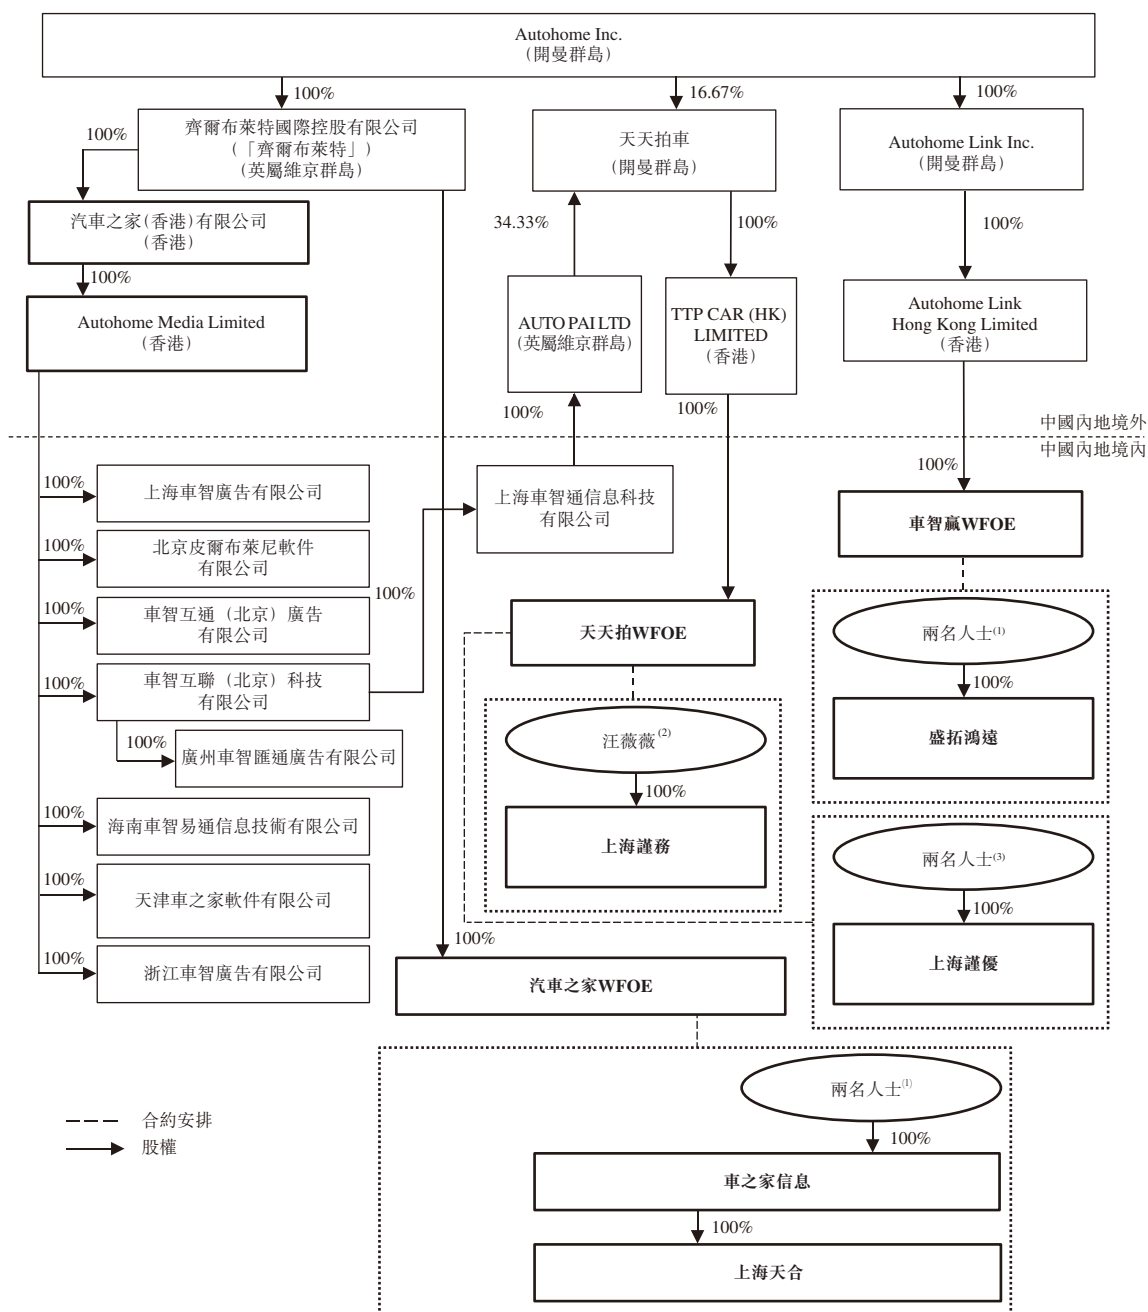 Autohome Inc.
(開曼群島)
100%
16.67%
100%
100%
齊爾布萊特國際控股有限公司
(「齊爾布萊特」)
(英屬維京群島)
天天拍車
(開曼群島)
Autohome Link Inc.
(開曼群島)
汽車之家(香港)有限公司
(香港)
34.33%
100%
100%
100%
Autohome Media Limited
(香港)
AUTO PAI LTD
(英屬維京群島)
TTP CAR (HK)
LIMITED
(香港)
Autohome Link
Hong Kong Limited
(香港)
100%
100%
中國內地境外
中國內地境內
100%
100%
上海車智廣告有限公司
上海車智通信息科技
有限公司
車智贏WFOE
100%
北京皮爾布萊尼軟件
有限公司
100%
100%
車智互通（北京）廣告
有限公司
天天拍WFOE
兩名人士(1)
100%
100%
車智互聯（北京）科技
有限公司
盛拓鴻遠
100%
廣州車智匯通廣告有限公司
汪薇薇(2)
100%
上海謹務
100%
海南車智易通信息技術有限公司
兩名人士(3)
100%
上海謹優
100%
天津車之家軟件有限公司
100%
浙江車智廣告有限公司
100%
汽車之家WFOE
兩名人士(1)
100%
合約安排
股權
車之家信息
100%
上海天合